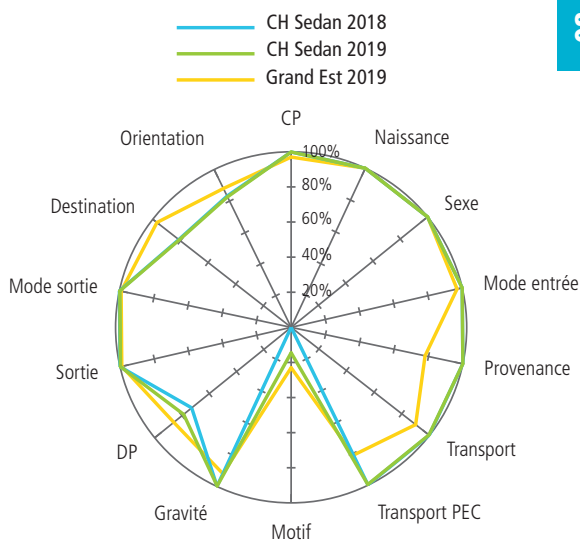 CH Sedan 2018
CH Sedan 2019
Grand Est 2019
CP
Orientation
Naissance
100%
80%
60%
40%
20%
Destination
Sexe
Mode sortie
Mode entrée
Sortie
Provenance
DP
Transport
Gravité
Transport PEC
Motif